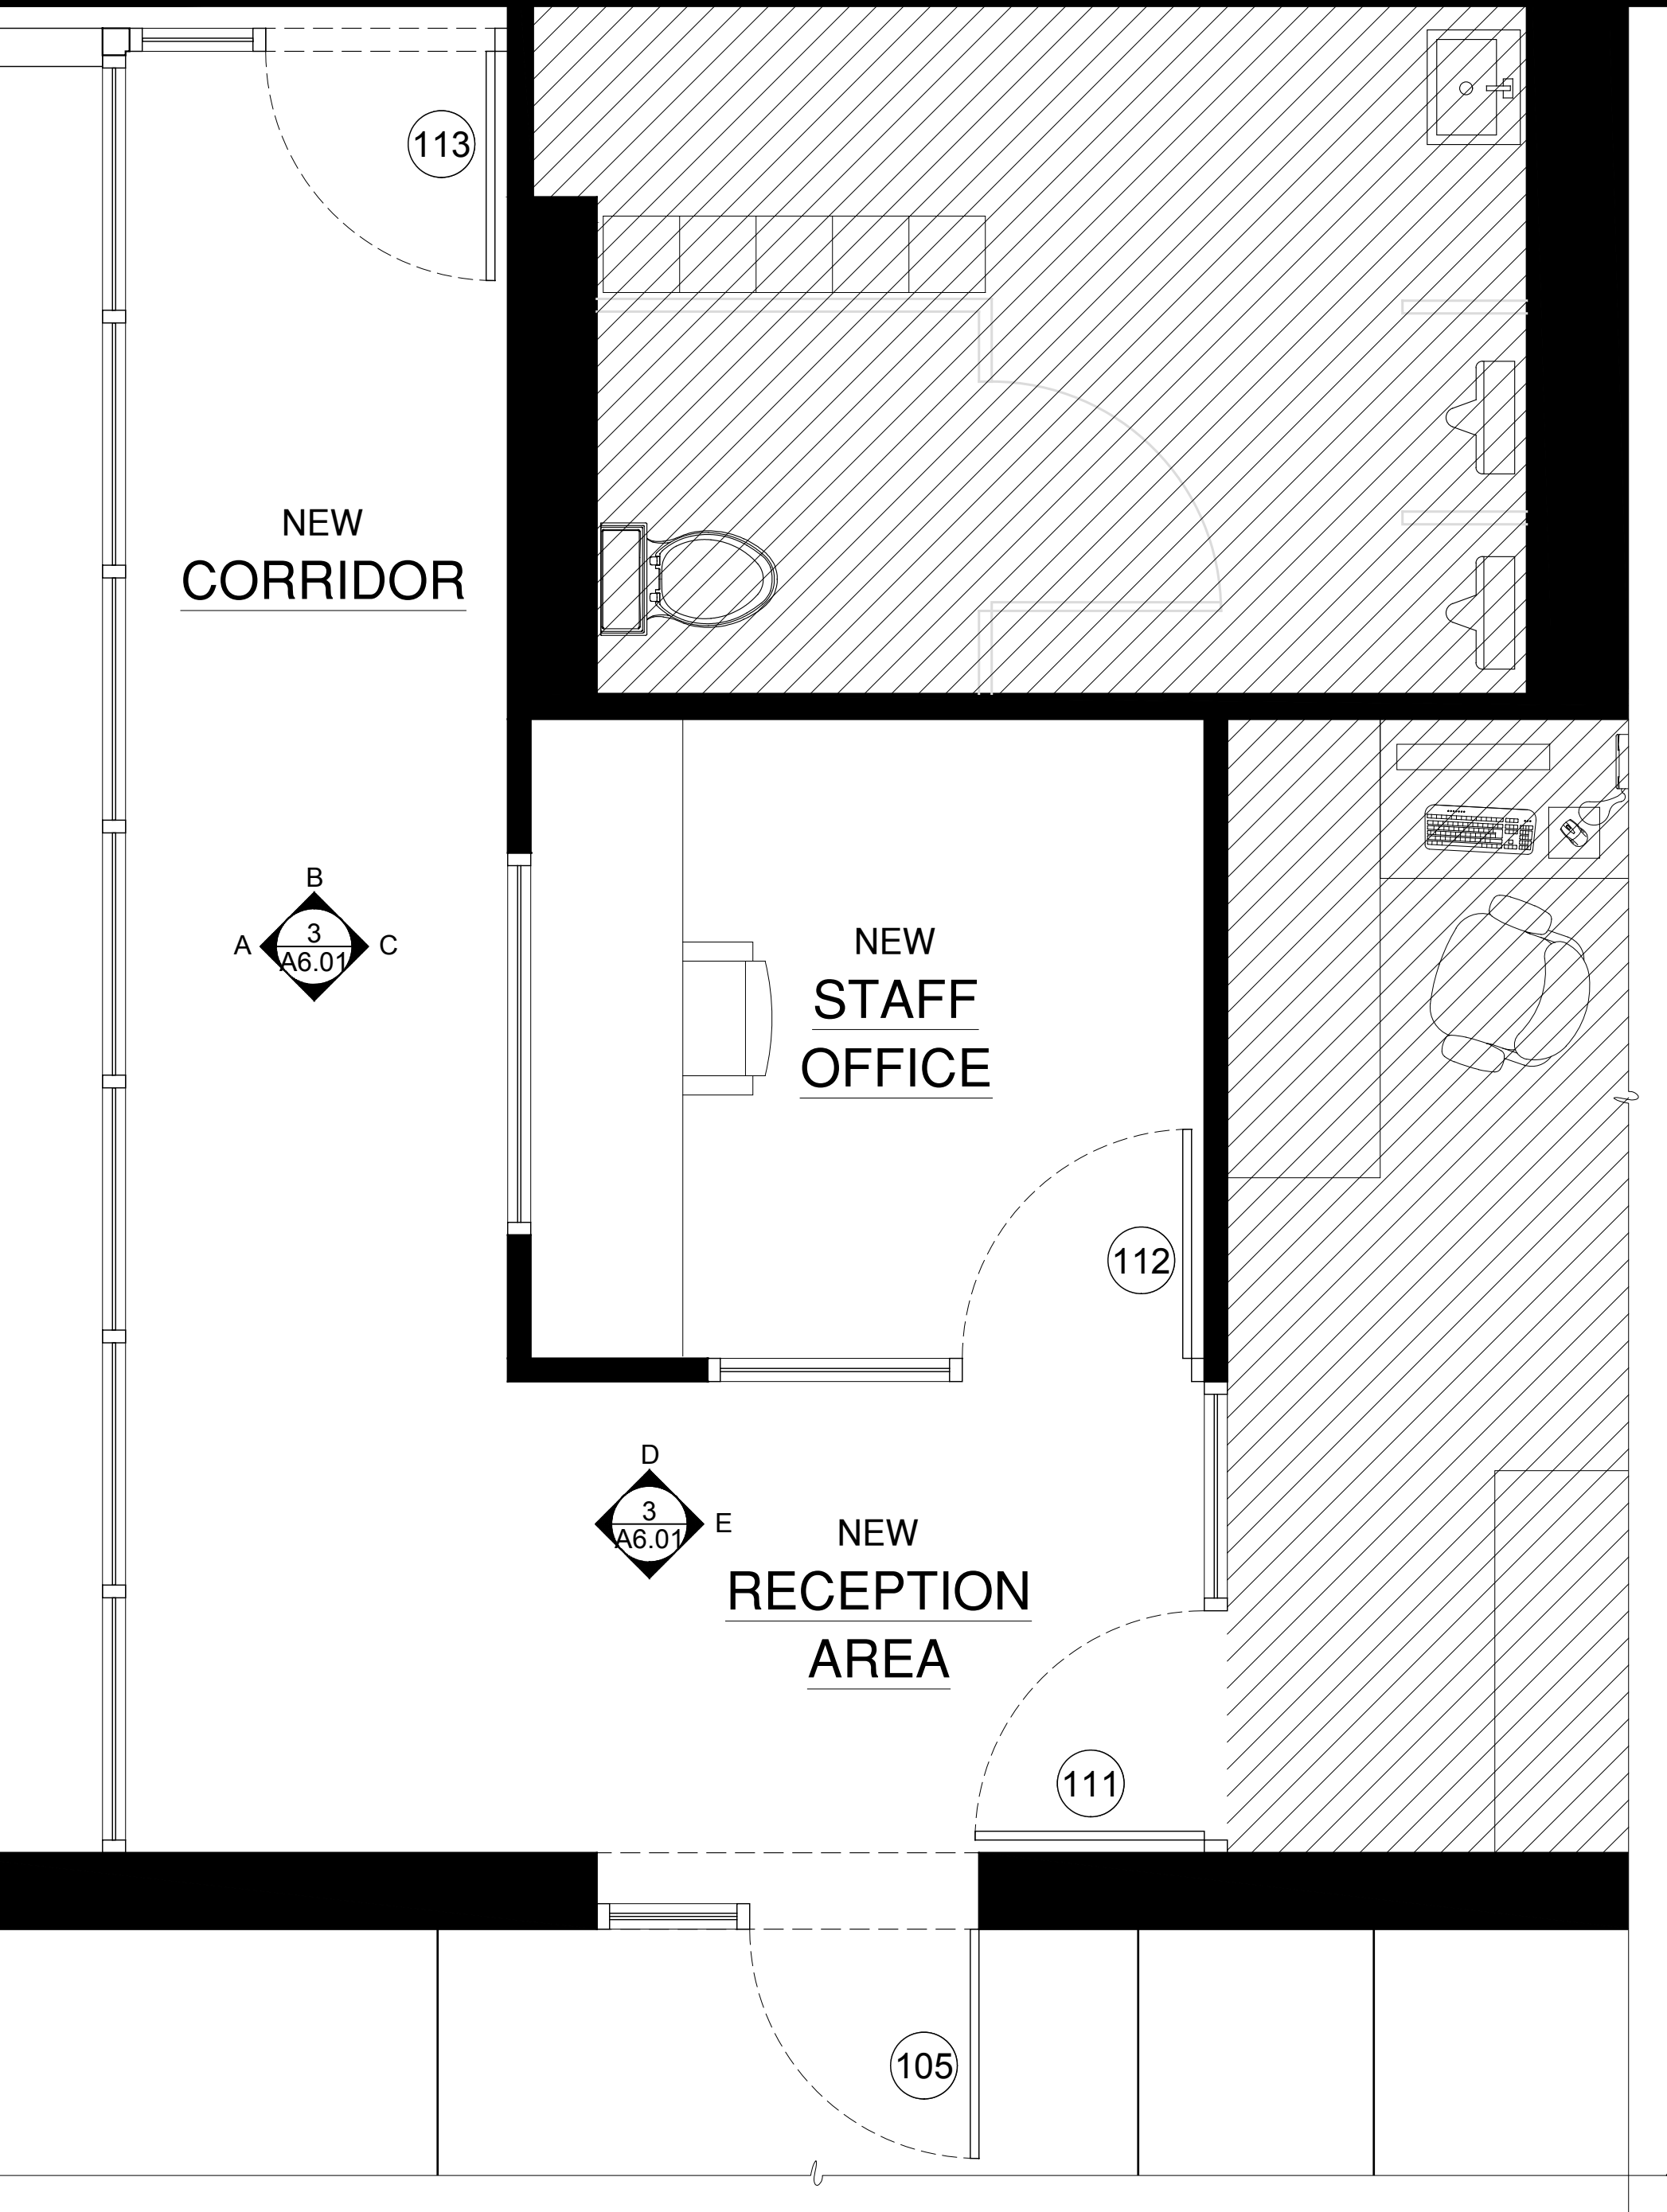 113
NEW
CORRIDOR
B
A
3
A6.01
C
NEW
STAFF
OFFICE
112
D
3
A6.01
E
NEW
RECEPTION
AREA
111
105